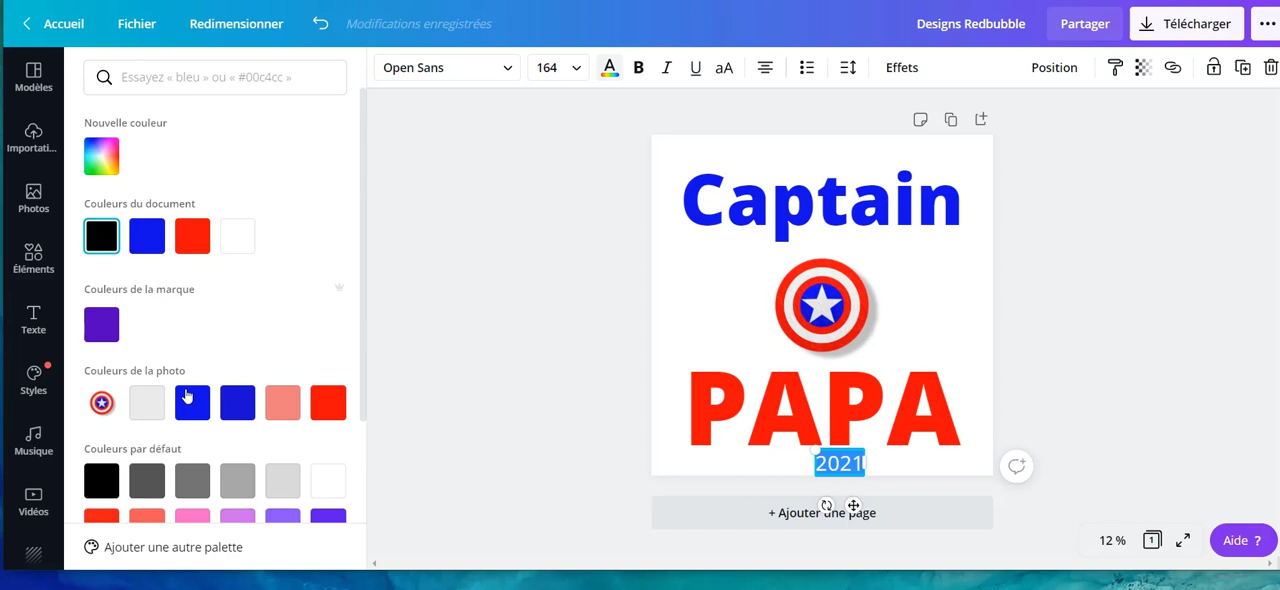 Accueil Fichier Redimensionner Modifications enregistrées Designs Redbubble Partager Télécharger
Essayez « bleu » ou « #00c4cc » Open Sans 164 A B I U aA Effets Position
Modèles
Importati...
Photos
Éléments
Texte
Styles
Musique
Vidéos
Nouvelle couleur
Couleurs du document
Couleurs de la marque
Couleurs de la photo
Couleurs par défaut
Ajouter une autre palette
Captain
PAPA
2021
+ Ajouter une page
12 % 1 Aide ?